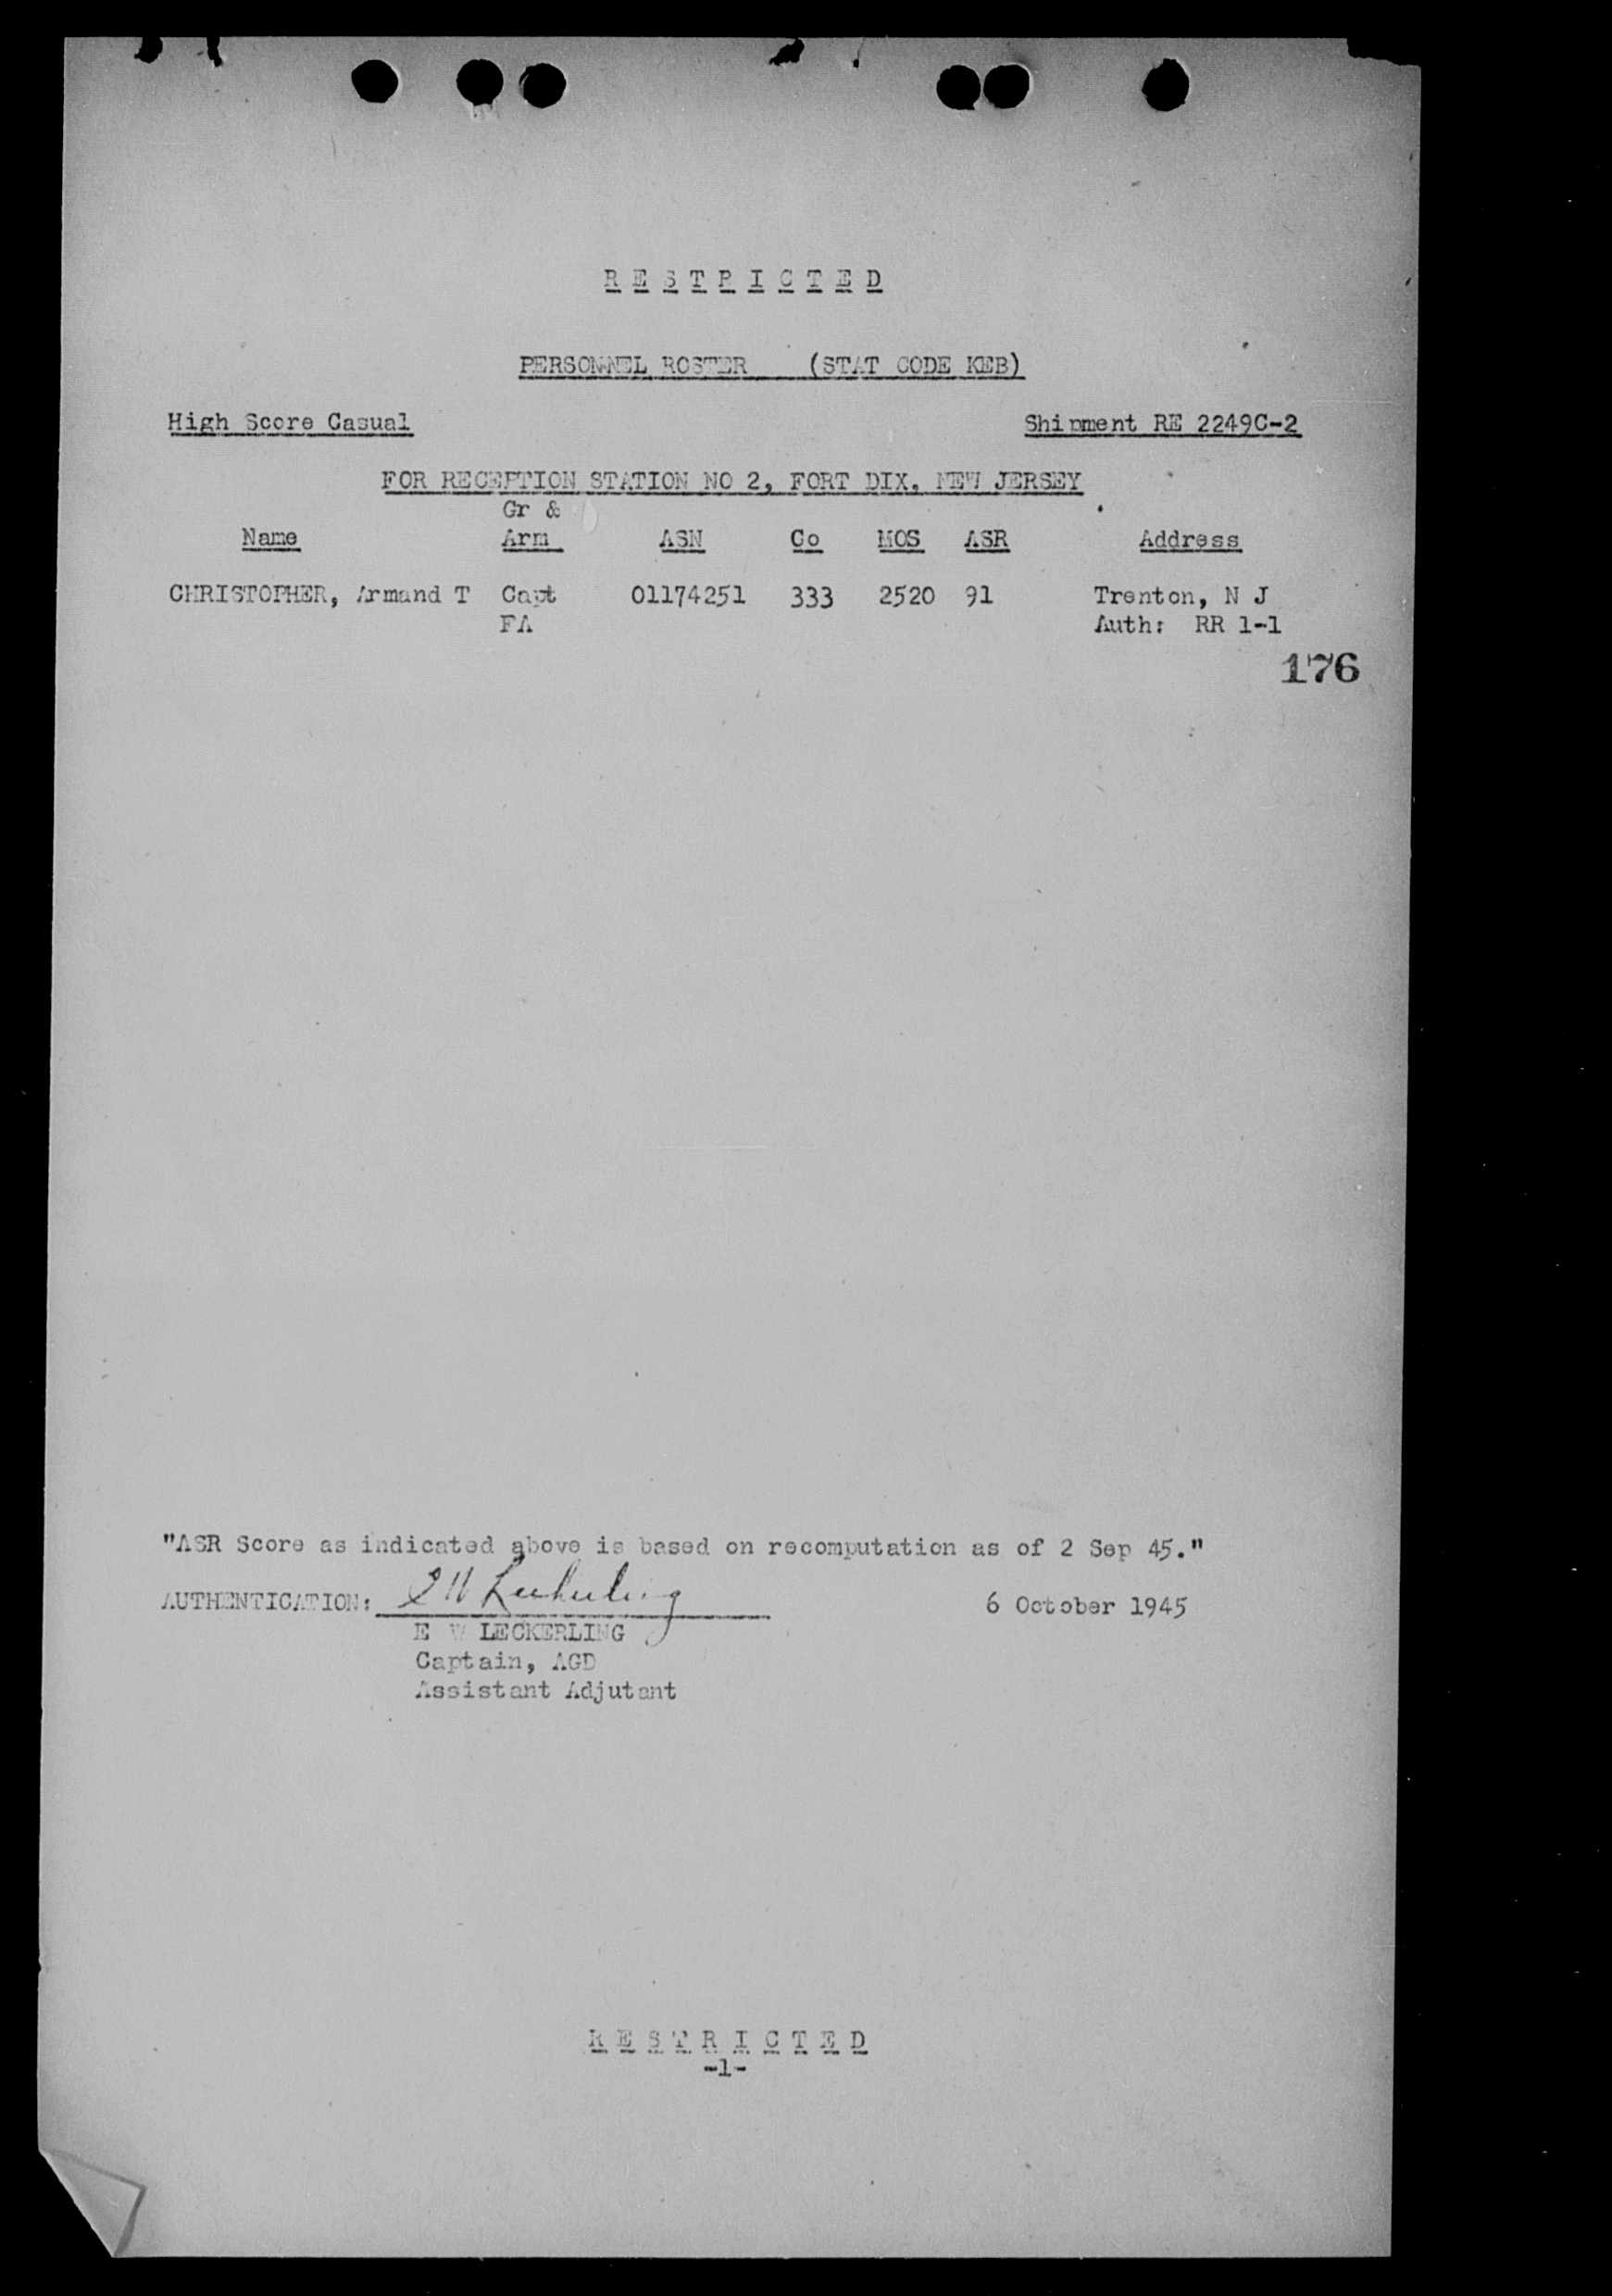 R E S T R I C T E D
PERSONNEL ROSTER (STAT CODE KEB)
High Score Casual Shipment RE 2249C-2
FOR RECEPTION STATION NO 2, FORT DIX, NEW JERSEY
Gr &
Name Arm ASN Co MOS ASR Address
CHRISTOPHER, Armand T Capt 01174251 333 2520 91 Trenton, N J
FA Auth: RR 1-1
176
"ASR Score as indicated above is based on recomputation as of 2 Sep 45."
AUTHENTICATION: E W Leckerling 6 October 1945
E W LECKERLING
Captain, AGD
Assistant Adjutant
R E S T R I C T E D
-1-